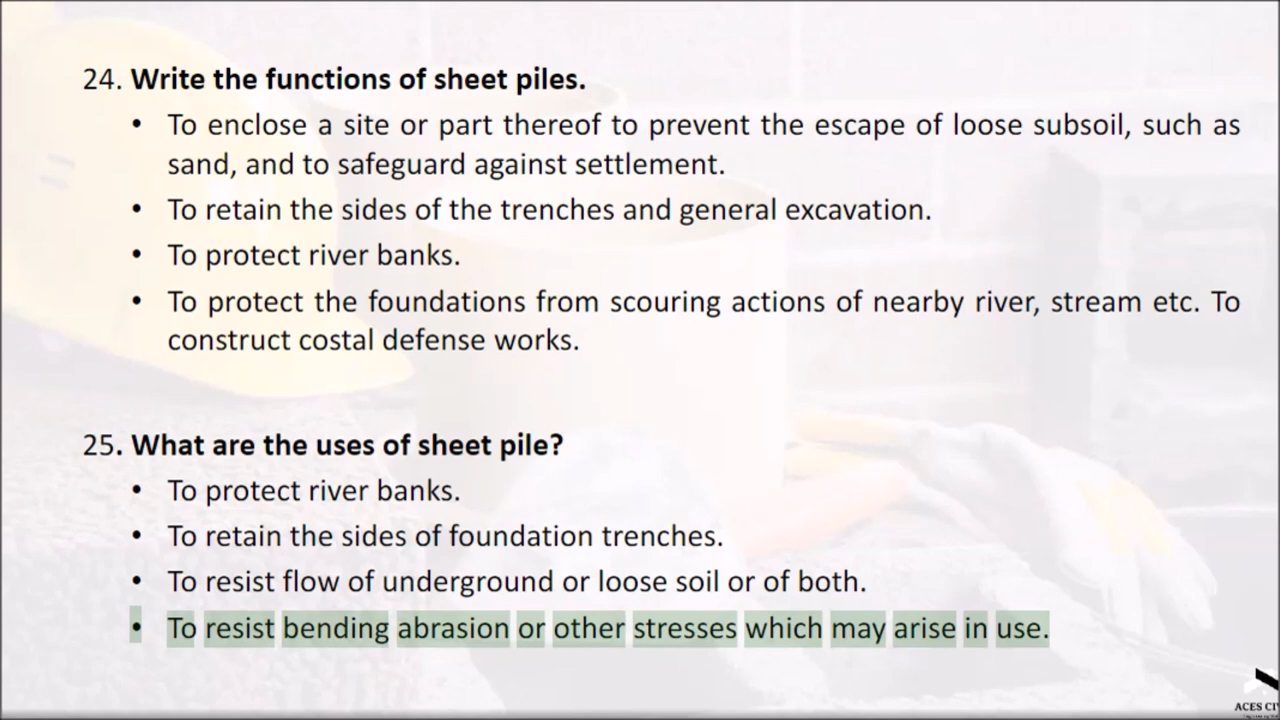 24. Write the functions of sheet piles.
• To enclose a site or part thereof to prevent the escape of loose subsoil, such as
sand, and to safeguard against settlement.
• To retain the sides of the trenches and general excavation.
• To protect river banks.
• To protect the foundations from scouring actions of nearby river, stream etc. To
construct costal defense works.
25. What are the uses of sheet pile?
• To protect river banks.
• To retain the sides of foundation trenches.
• To resist flow of underground or loose soil or of both.
• To resist bending abrasion or other stresses which may arise in use.
ACES CI